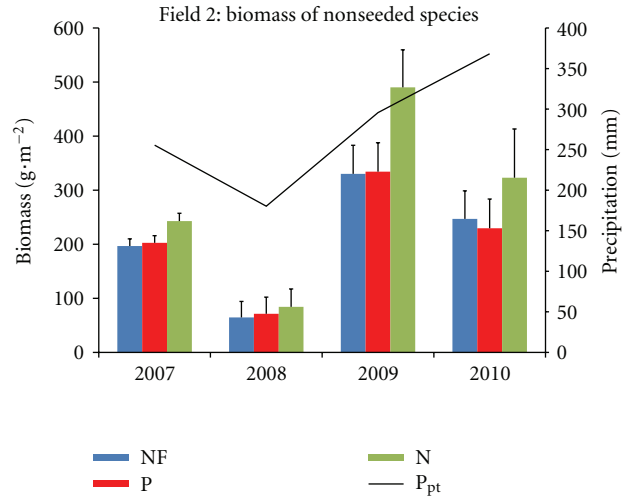 Field 2: biomass of nonseeded species
600
500
400
300
200
100
0
Biomass (g·m−2)
400
350
300
250
200
150
100
50
0
Precipitation (mm)
2007 2008 2009 2010
NF
P
N
Ppt